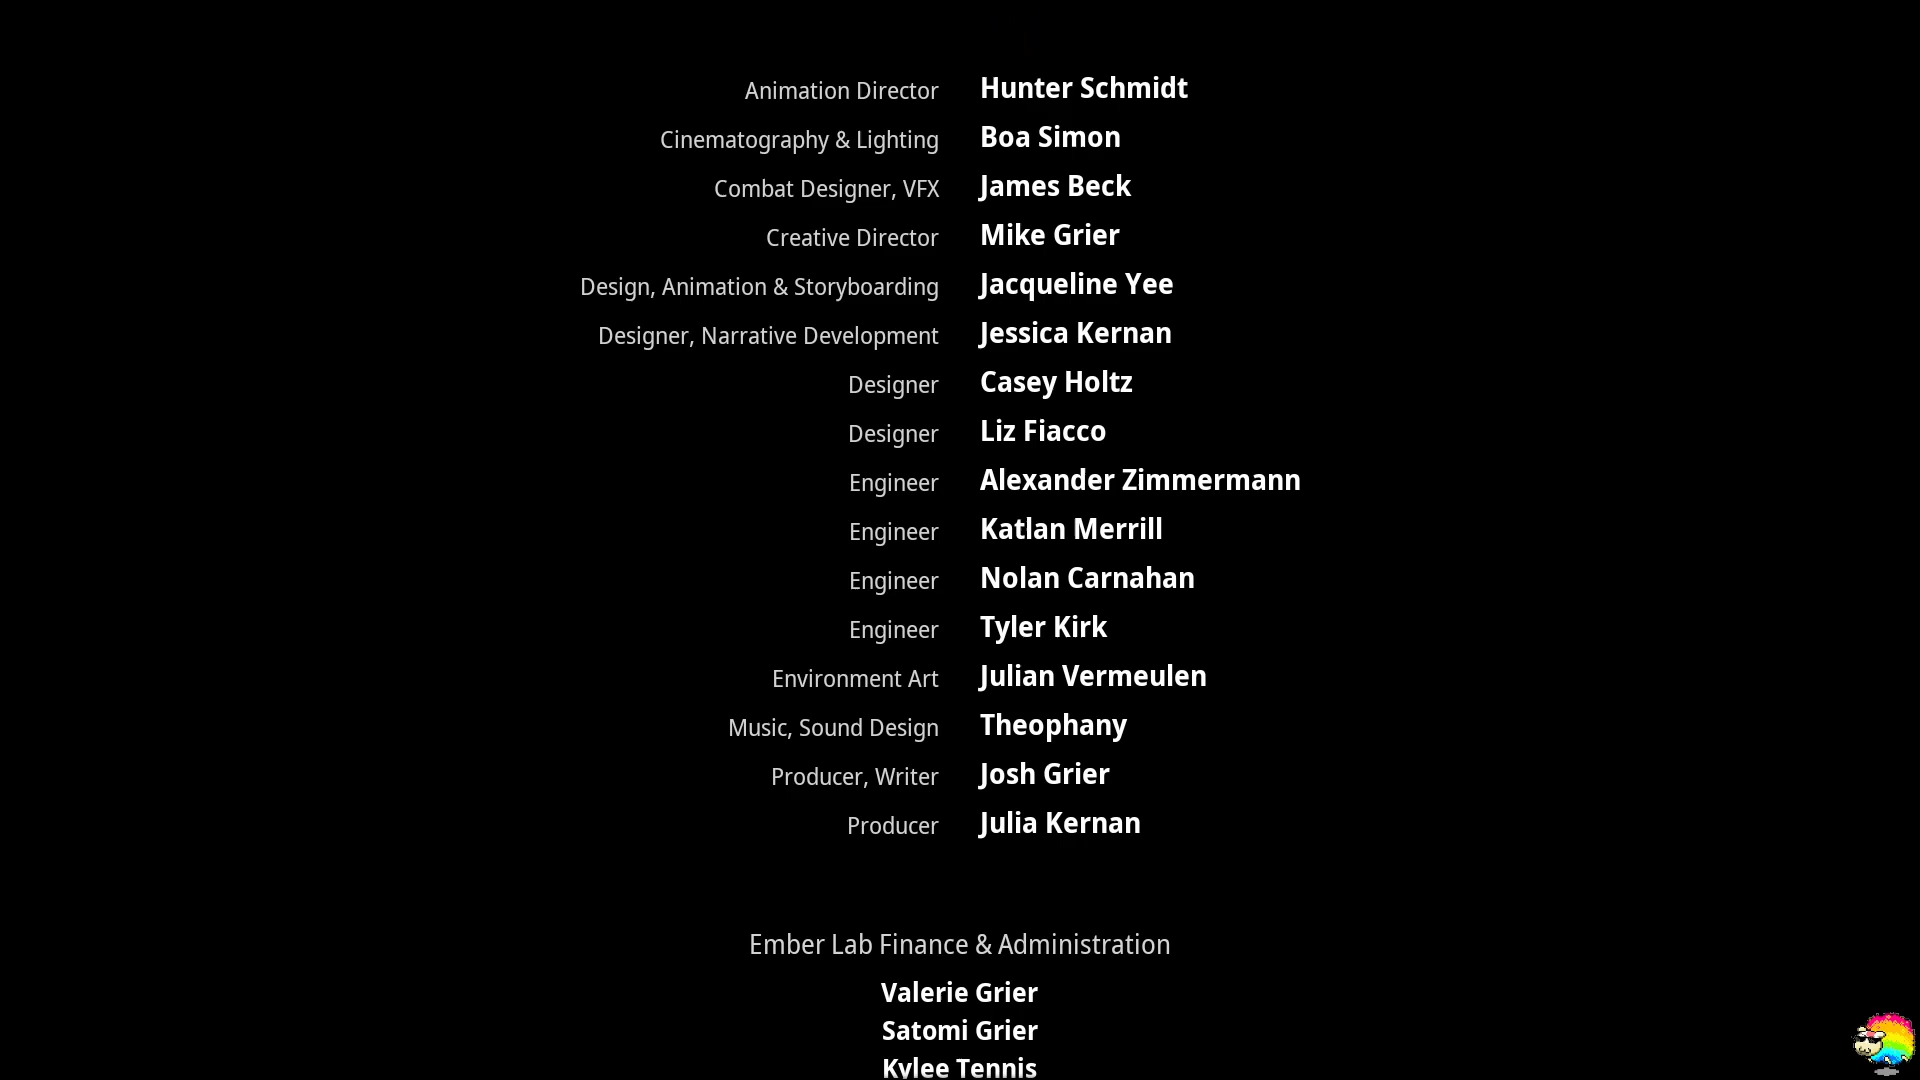 Animation Director Hunter Schmidt
Cinematography & Lighting Boa Simon
Combat Designer, VFX James Beck
Creative Director Mike Grier
Design, Animation & Storyboarding Jacqueline Yee
Designer, Narrative Development Jessica Kernan
Designer Casey Holtz
Designer Liz Fiacco
Engineer Alexander Zimmermann
Engineer Katlan Merrill
Engineer Nolan Carnahan
Engineer Tyler Kirk
Environment Art Julian Vermeulen
Music, Sound Design Theophany
Producer, Writer Josh Grier
Producer Julia Kernan
Ember Lab Finance & Administration
Valerie Grier
Satomi Grier
Kylee Tennis